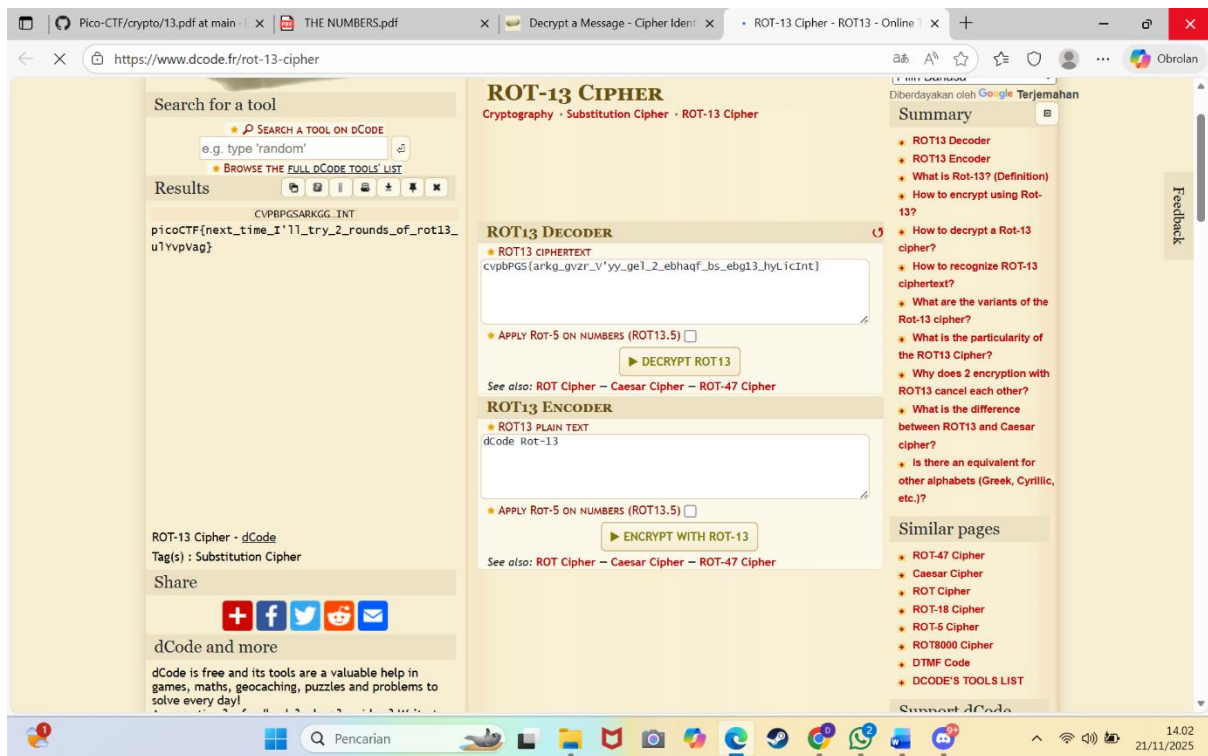 Pico-CTF/crypto/13.pdf at main ·
THE NUMBERS.pdf
Decrypt a Message - Cipher Ident
ROT-13 Cipher - ROT13 - Online T
https://www.dcode.fr/rot-13-cipher
Obrolan
Search for a tool
SEARCH A TOOL ON DCODE
e.g. type 'random'
BROWSE THE FULL DCODE TOOLS' LIST
Results
CVPBPGSARKGG…INT
picoCTF{next_time_I'll_try_2_rounds_of_rot13_
ulYvpVag}
ROT-13 Cipher - dCode
Tag(s) : Substitution Cipher
Share
dCode and more
dCode is free and its tools are a valuable help in
games, maths, geocaching, puzzles and problems to
solve every day!
ROT-13 CIPHER
Cryptography · Substitution Cipher · ROT-13 Cipher
ROT13 DECODER
ROT13 CIPHERTEXT
cvpbPGS{arkg_gvzr_V'yy_gel_2_ebhaqf_bs_ebg13_hyLicInt}
APPLY ROT-5 ON NUMBERS (ROT13.5)
DECRYPT ROT13
See also: ROT Cipher — Caesar Cipher — ROT-47 Cipher
ROT13 ENCODER
ROT13 PLAIN TEXT
dCode Rot-13
APPLY ROT-5 ON NUMBERS (ROT13.5)
ENCRYPT WITH ROT-13
See also: ROT Cipher — Caesar Cipher — ROT-47 Cipher
Pilih Bahasa
Diberdayakan oleh Google Terjemahan
Summary
ROT13 Decoder
ROT13 Encoder
What is Rot-13? (Definition)
How to encrypt using Rot-
13?
How to decrypt a Rot-13
cipher?
How to recognize ROT-13
ciphertext?
What are the variants of the
Rot-13 cipher?
What is the particularity of
the ROT13 Cipher?
Why does 2 encryption with
ROT13 cancel each other?
What is the difference
between ROT13 and Caesar
cipher?
Is there an equivalent for
other alphabets (Greek, Cyrillic,
etc.)?
Similar pages
ROT-47 Cipher
Caesar Cipher
ROT Cipher
ROT-18 Cipher
ROT-5 Cipher
ROT8000 Cipher
DTMF Code
DCODE'S TOOLS LIST
Support dCode
Feedback
Pencarian
14.02
21/11/2025